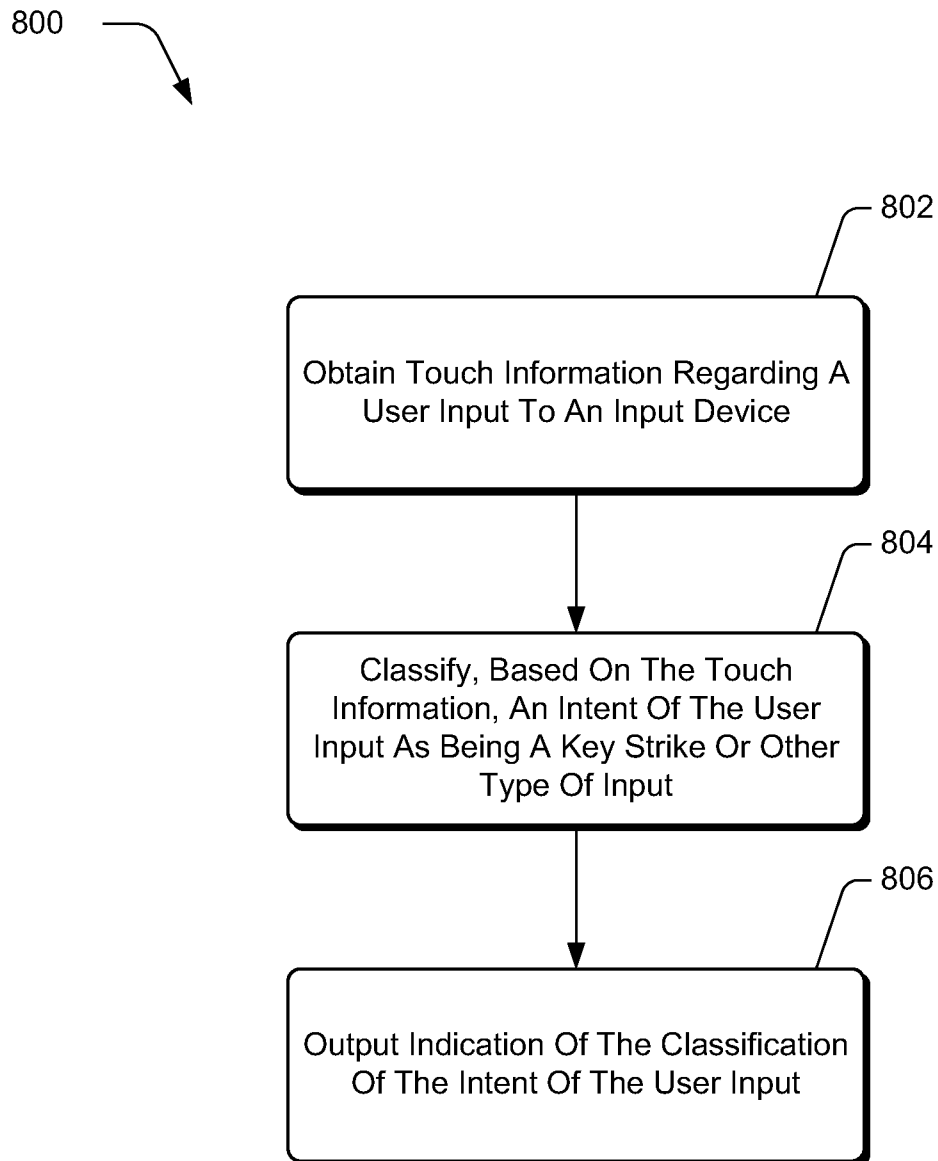 800
802
Obtain Touch Information Regarding A
User Input To An Input Device
804
Classify, Based On The Touch
Information, An Intent Of The User
Input As Being A Key Strike Or Other
Type Of Input
806
Output Indication Of The Classification
Of The Intent Of The User Input